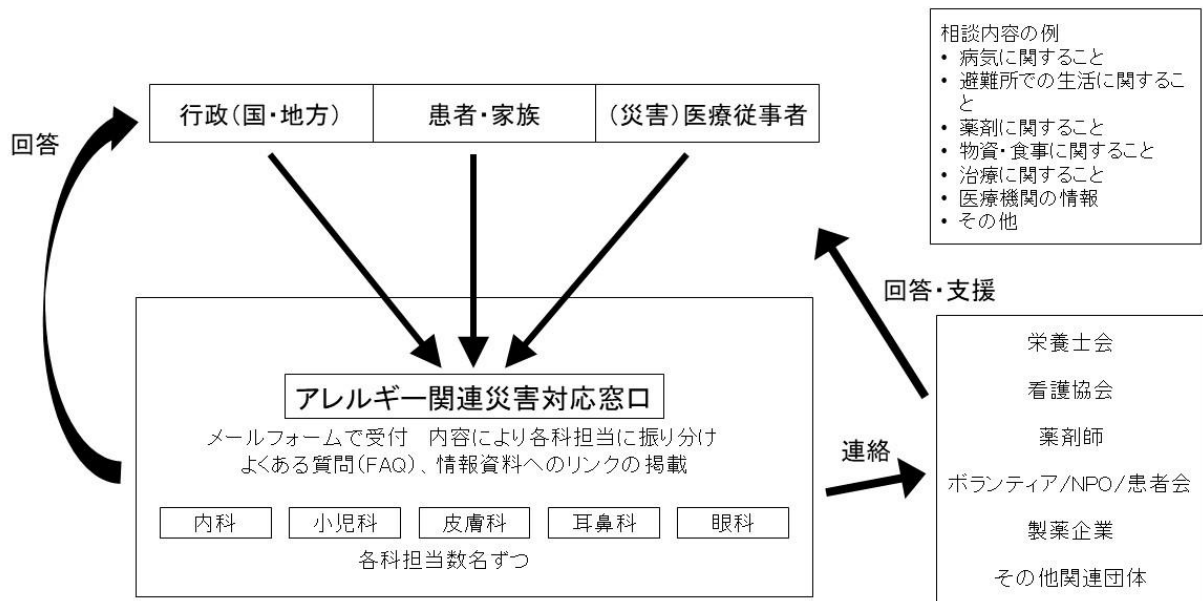 相談内容の例
• 病気に関すること
• 避難所での生活に関するこ
と
• 薬剤に関すること
• 物資・食事に関すること
• 治療に関すること
• 医療機関の情報
• その他
行政(国・地方)
患者・家族
(災害)医療従事者
回答
回答・支援
アレルギー関連災害対応窓口
メールフォームで受付 内容により各科担当に振り分け
よくある質問(FAQ)、情報資料へのリンクの掲載
内科
小児科
皮膚科
耳鼻科
眼科
各科担当数名ずつ
連絡
栄養士会
看護協会
薬剤師
ボランティア/NPO/患者会
製薬企業
その他関連団体